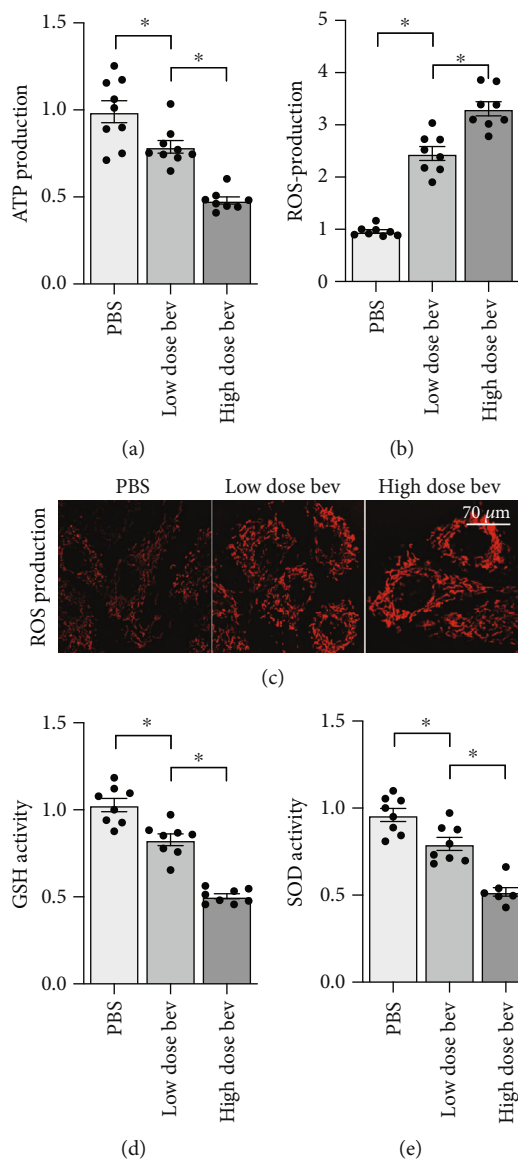 1.5
1.0
0.5
0.0
ATP production
*
*
PBS
Low dose bev
High dose bev
(a)
5
4
3
2
1
0
ROS-production
*
*
PBS
Low dose bev
High dose bev
(b)
PBS
Low dose bev
High dose bev
ROS production
70 μm
(c)
1.5
1.0
0.5
0.0
GSH activity
*
*
PBS
Low dose bev
High dose bev
(d)
1.5
1.0
0.5
0.0
SOD activity
*
*
PBS
Low dose bev
High dose bev
(e)